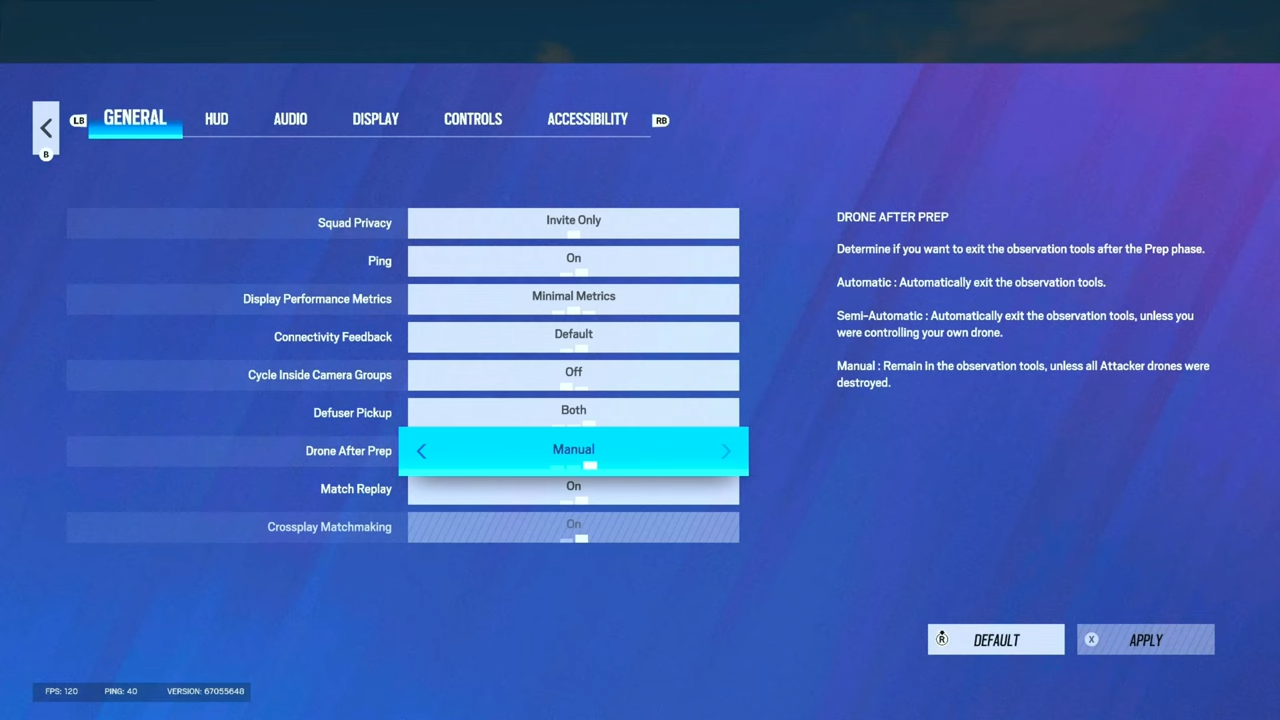 LB GENERAL HUD AUDIO DISPLAY CONTROLS ACCESSIBILITY RB
B
Squad Privacy Invite Only
Ping On
Display Performance Metrics Minimal Metrics
Connectivity Feedback Default
Cycle Inside Camera Groups Off
Defuser Pickup Both
Drone After Prep Manual
Match Replay On
Crossplay Matchmaking On
DRONE AFTER PREP
Determine if you want to exit the observation tools after the Prep phase.
Automatic : Automatically exit the observation tools.
Semi-Automatic : Automatically exit the observation tools, unless you
were controlling your own drone.
Manual : Remain in the observation tools, unless all Attacker drones were
destroyed.
R DEFAULT X APPLY
FPS: 120 PING: 40 VERSION: 67055648